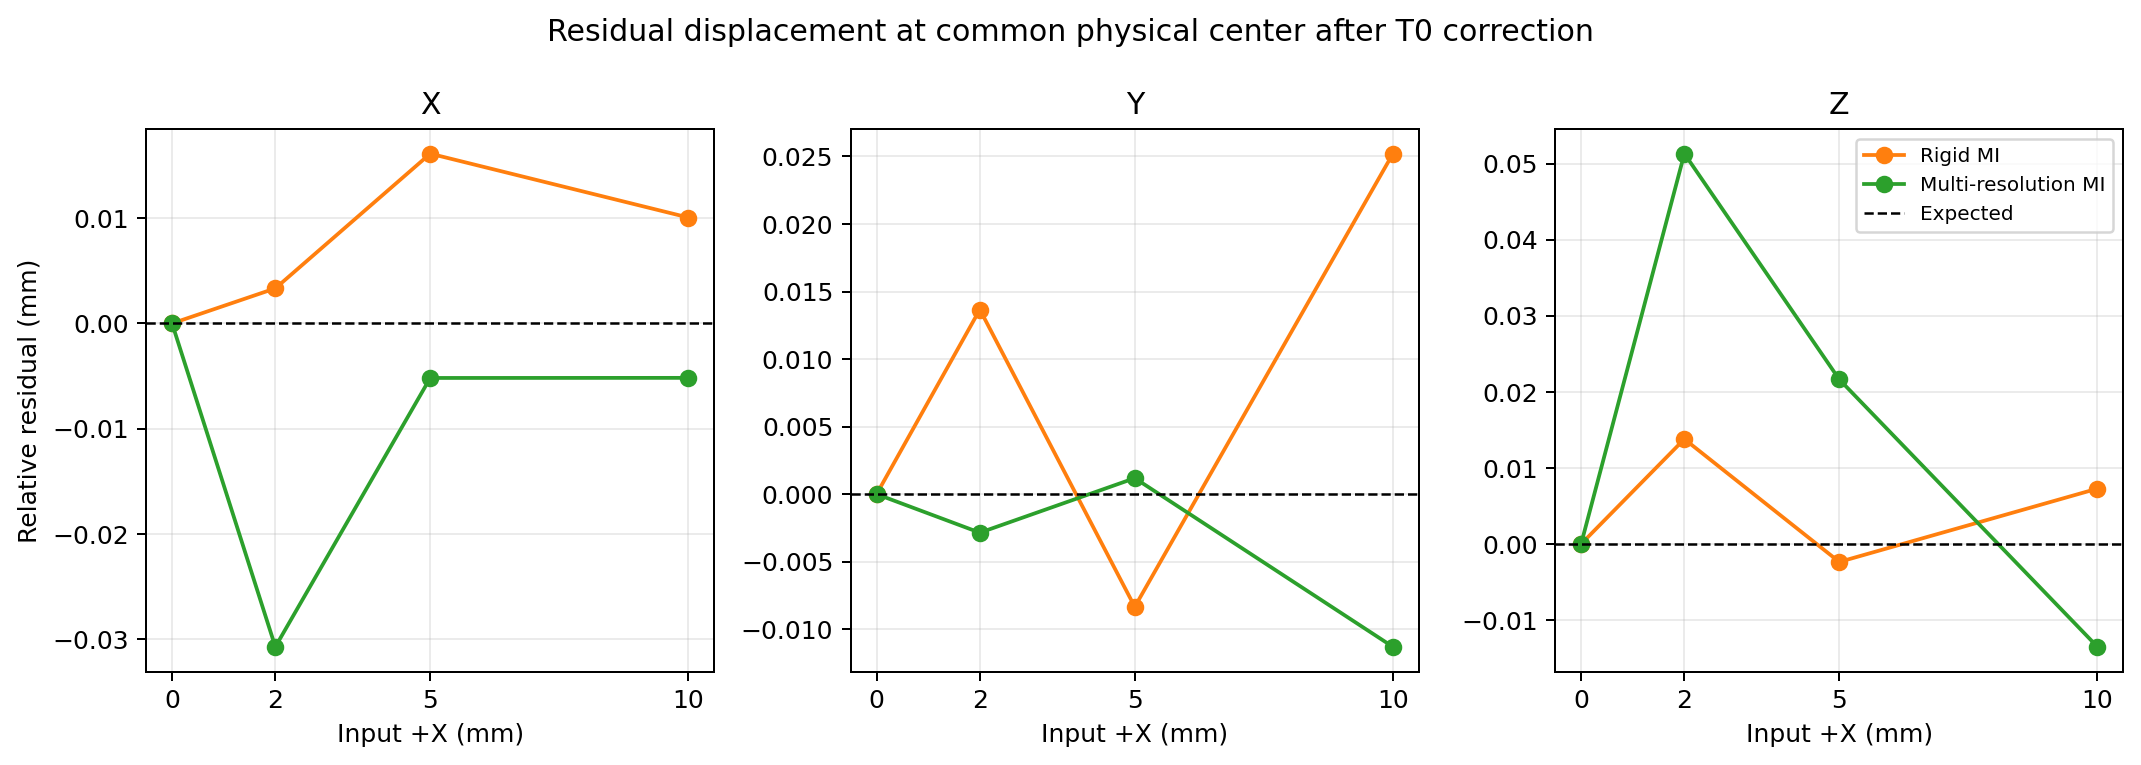 Residual displacement at common physical center after T0 correction
X
Relative residual (mm)
0.01
0.00
−0.01
−0.02
−0.03
0 2 5 10
Input +X (mm)
Y
0.025
0.020
0.015
0.010
0.005
0.000
−0.005
−0.010
0 2 5 10
Input +X (mm)
Z
Rigid MI
Multi-resolution MI
Expected
0.05
0.04
0.03
0.02
0.01
0.00
−0.01
0 2 5 10
Input +X (mm)